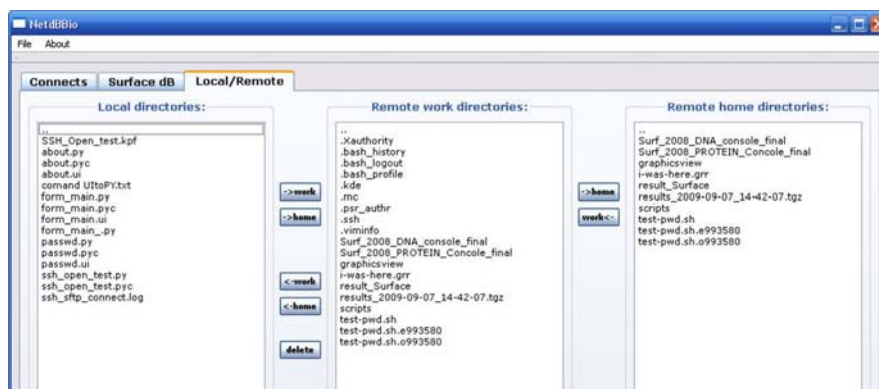 NetdBBio
File About
Connects Surface dB Local/Remote
Local directories:
..
SSH_Open_test.kpf
about.py
about.pyc
about.ui
comand UItoPY.txt
form_main.py
form_main.pyc
form_main.ui
form_main_.py
passwd.py
passwd.pyc
passwd.ui
ssh_open_test.py
ssh_open_test.pyc
ssh_sftp_connect.log
->work
->home
<-work
<-home
delete
Remote work directories:
..
.Xauthority
.bash_history
.bash_logout
.bash_profile
.kde
.mc
.psr_authr
.ssh
.viminfo
Surf_2008_DNA_console_final
Surf_2008_PROTEIN_Concole_final
graphicsview
i-was-here.grr
result_Surface
results_2009-09-07_14-42-07.tgz
scripts
test-pwd.sh
test-pwd.sh.e993580
test-pwd.sh.o993580
->home
work<-
Remote home directories:
..
Surf_2008_DNA_console_final
Surf_2008_PROTEIN_Concole_final
graphicsview
i-was-here.grr
result_Surface
results_2009-09-07_14-42-07.tgz
scripts
test-pwd.sh
test-pwd.sh.e993580
test-pwd.sh.o993580